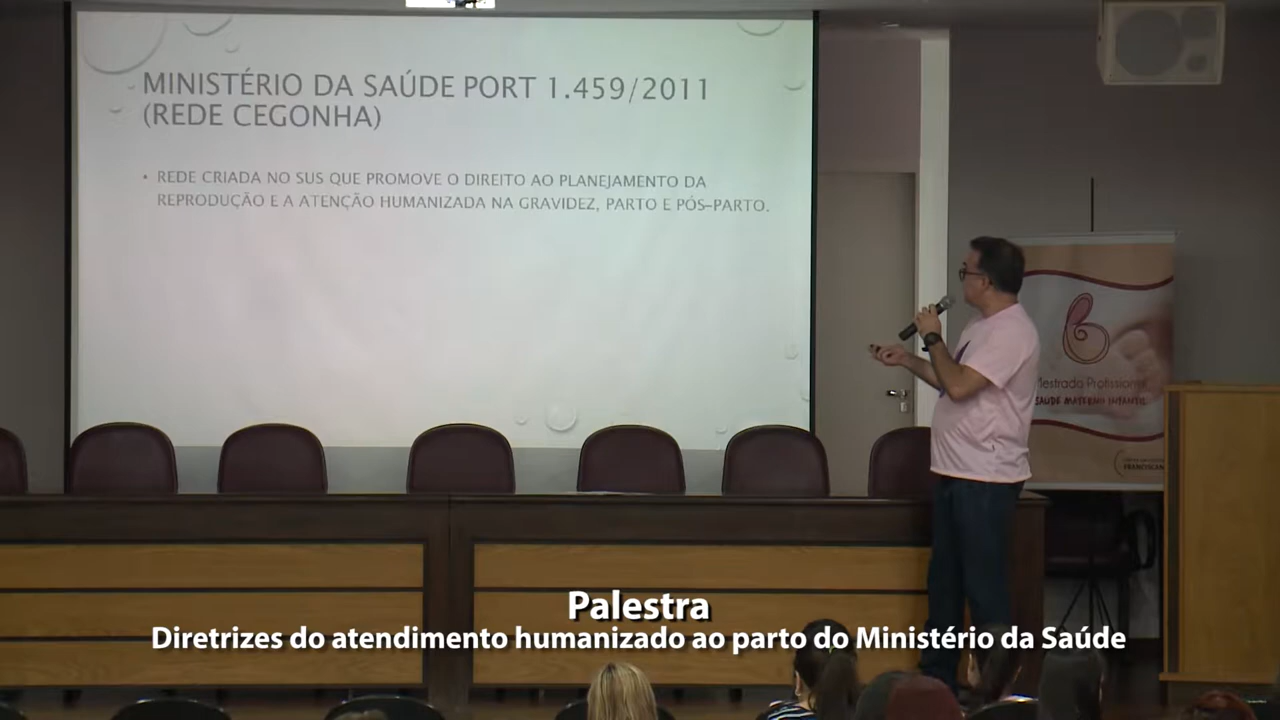 MINISTÉRIO DA SAÚDE PORT 1.459/2011
(REDE CEGONHA)
• REDE CRIADA NO SUS QUE PROMOVE O DIREITO AO PLANEJAMENTO DA
REPRODUÇÃO E A ATENÇÃO HUMANIZADA NA GRAVIDEZ, PARTO E PÓS-PARTO.
Mestrado Profissional
SAÚDE MATERNO INFANTIL
FRANCISCAN
Palestra
Diretrizes do atendimento humanizado ao parto do Ministério da Saúde